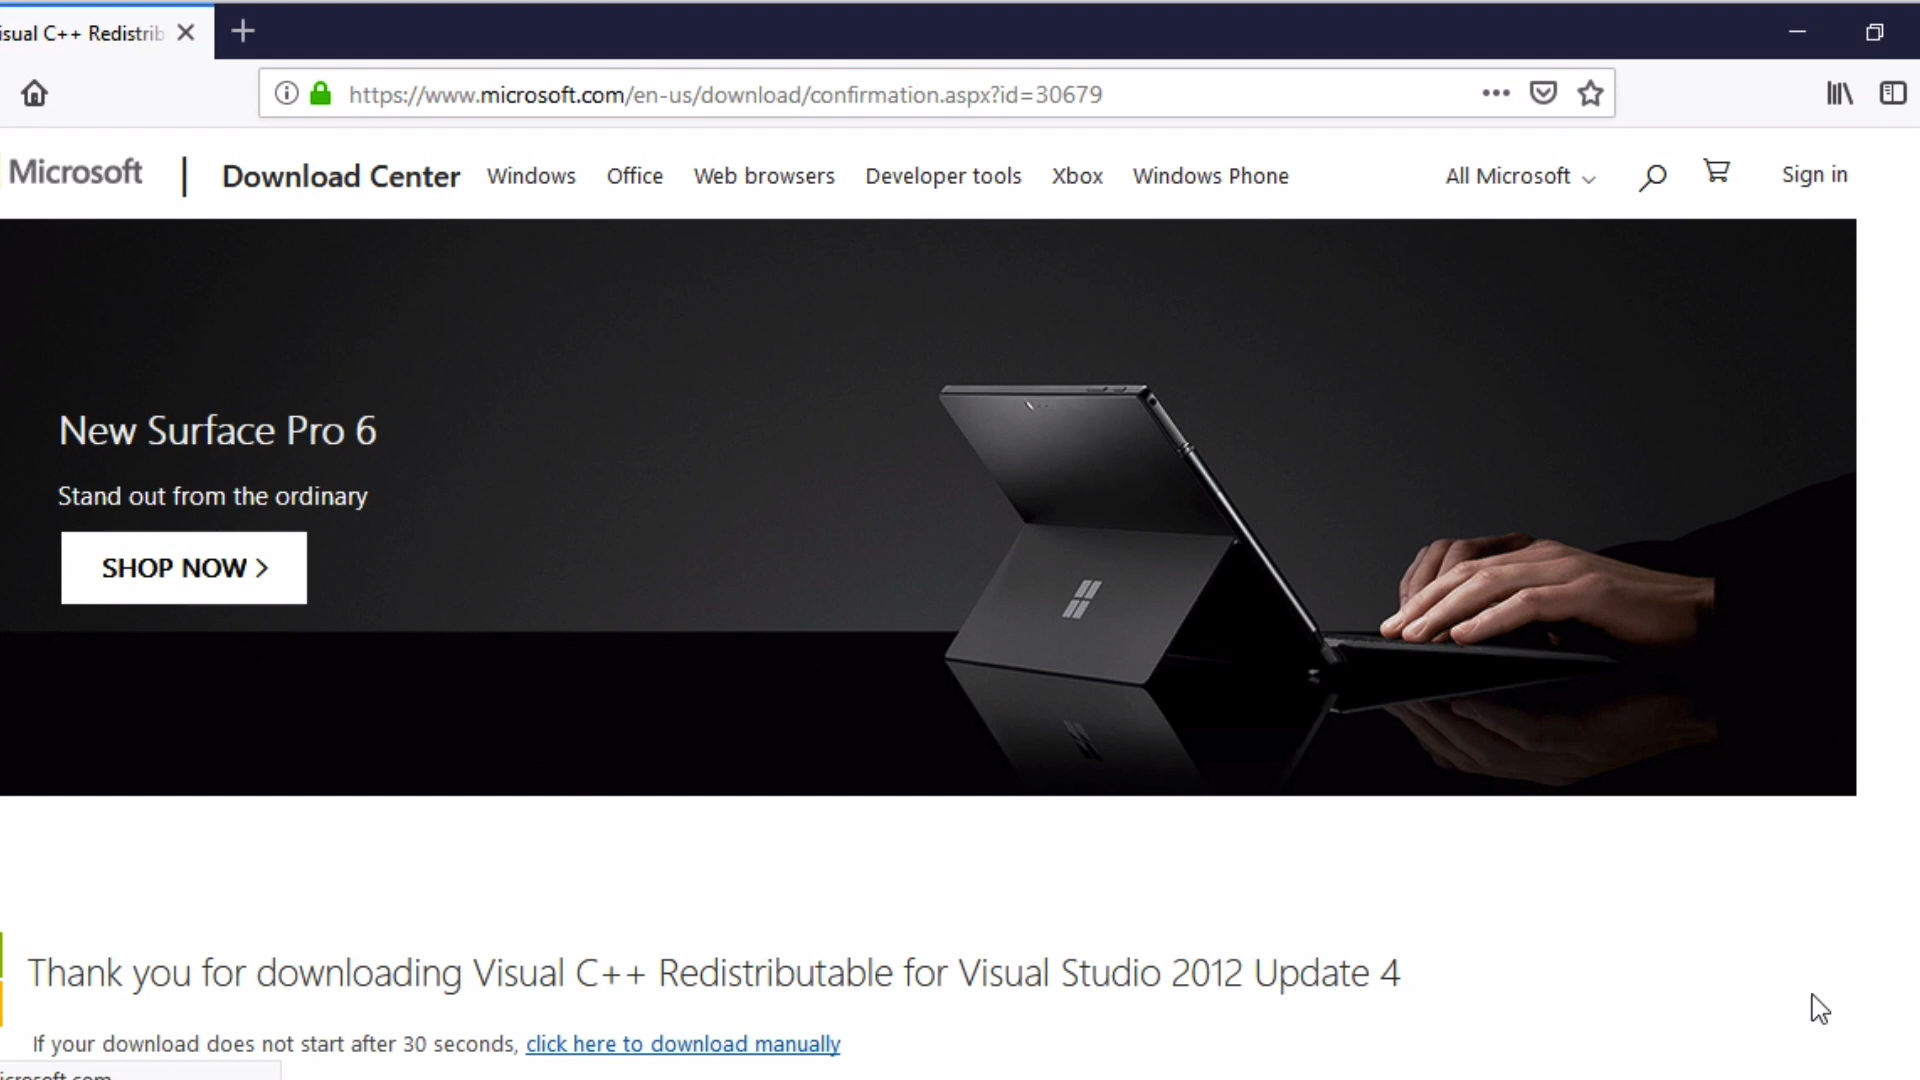 isual C++ Redistrib
https://www.microsoft.com/en-us/download/confirmation.aspx?id=30679
Microsoft | Download Center Windows Office Web browsers Developer tools Xbox Windows Phone All Microsoft Sign in
New Surface Pro 6
Stand out from the ordinary
SHOP NOW >
Thank you for downloading Visual C++ Redistributable for Visual Studio 2012 Update 4
If your download does not start after 30 seconds, click here to download manually
icrosoft.com